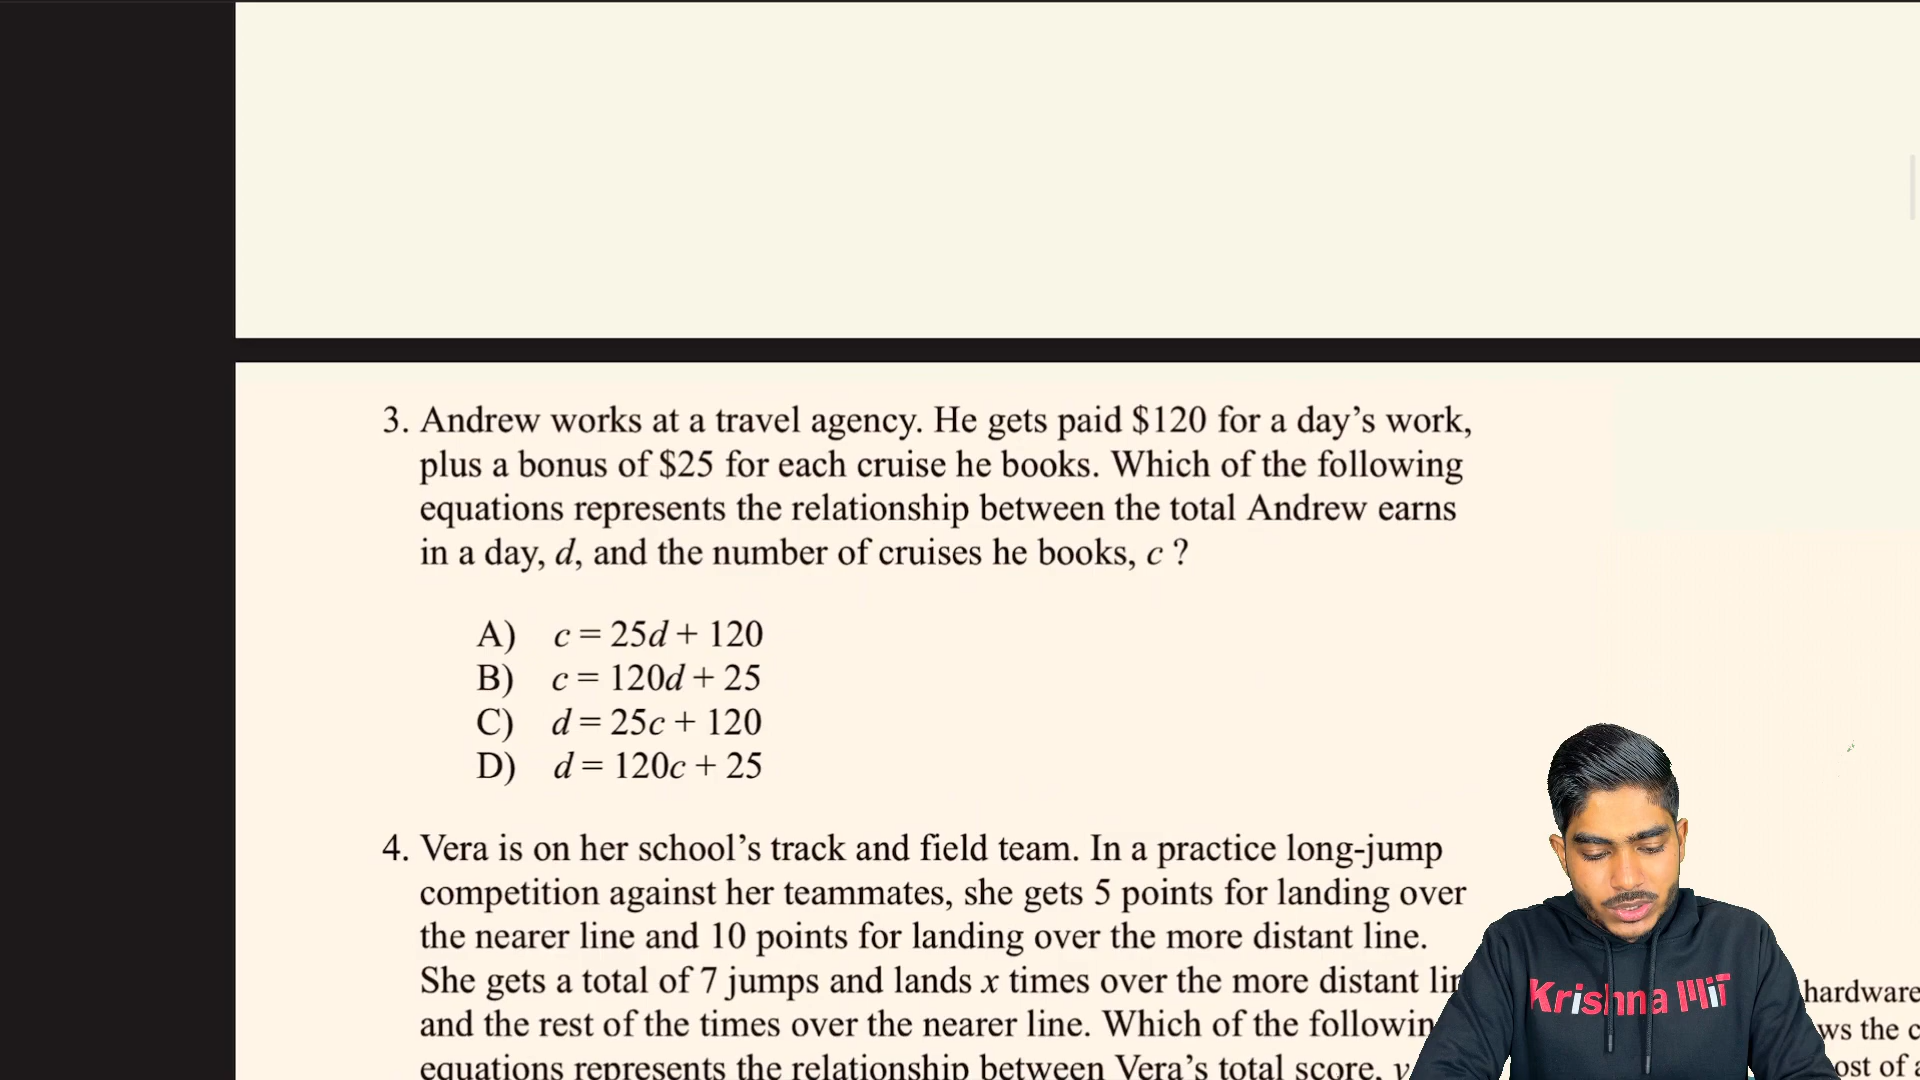 3. Andrew works at a travel agency. He gets paid $120 for a day’s work,
plus a bonus of $25 for each cruise he books. Which of the following
equations represents the relationship between the total Andrew earns
in a day, d, and the number of cruises he books, c ?
A) c = 25d + 120
B) c = 120d + 25
C) d = 25c + 120
D) d = 120c + 25
4. Vera is on her school’s track and field team. In a practice long-jump
competition against her teammates, she gets 5 points for landing over
the nearer line and 10 points for landing over the more distant line.
She gets a total of 7 jumps and lands x times over the more distant
and the rest of the times over the nearer line. Which of the
equations represents the relationship between Vera’s total score, v
Krishna MIT
hardware
the
of